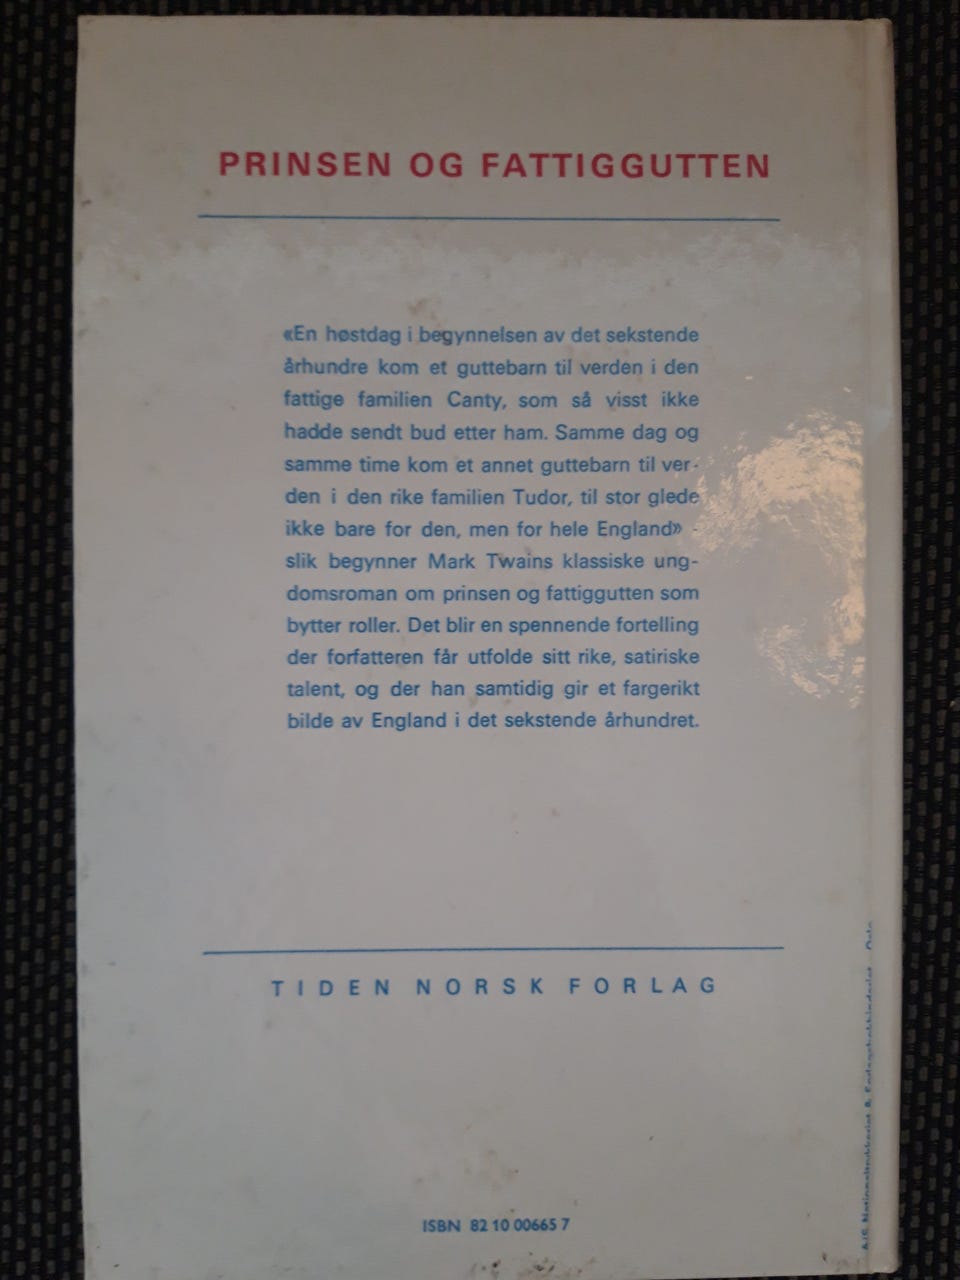 PRINSEN OG FATTIGGUTTEN
«En høstdag i begynnelsen av det sekstende
århundre kom et guttebarn til verden i den
fattige familien Canty, som så visst ikke
hadde sendt bud etter ham. Samme dag og
samme time kom et annet guttebarn til ver-
den i den rike familien Tudor, til stor glede
ikke bare for den, men for hele England» -
slik begynner Mark Twains klassiske ung-
domsroman om prinsen og fattiggutten som
bytter roller. Det blir en spennende fortelling
der forfatteren får utfolde sitt rike, satiriske
talent, og der han samtidig gir et fargerikt
bilde av England i det sekstende århundret.
TIDEN NORSK FORLAG
ISBN 82 10 00665 7